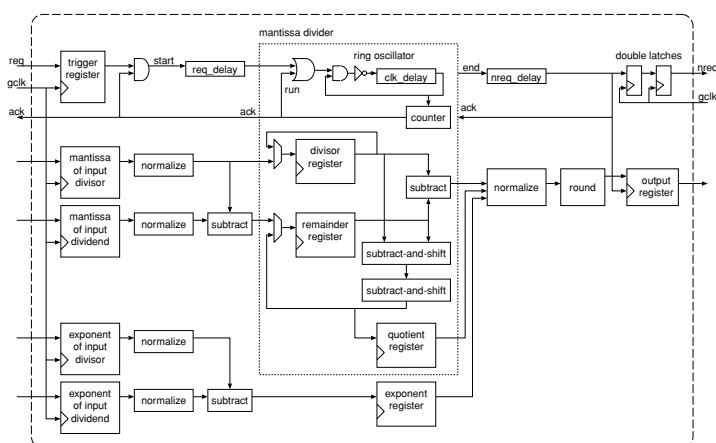 mantissa divider
req
trigger
register
start
req_delay
ring oscillator
clk_delay
run
end
nreq_delay
double latches
nreq
gclk
gclk
ack
ack
counter
ack
mantissa
of input
divisor
normalize
divisor
register
subtract
normalize
round
output
register
mantissa
of input
dividend
normalize
subtract
remainder
register
subtract-and-shift
subtract-and-shift
exponent
of input
divisor
normalize
quotient
register
exponent
of input
dividend
normalize
subtract
exponent
register